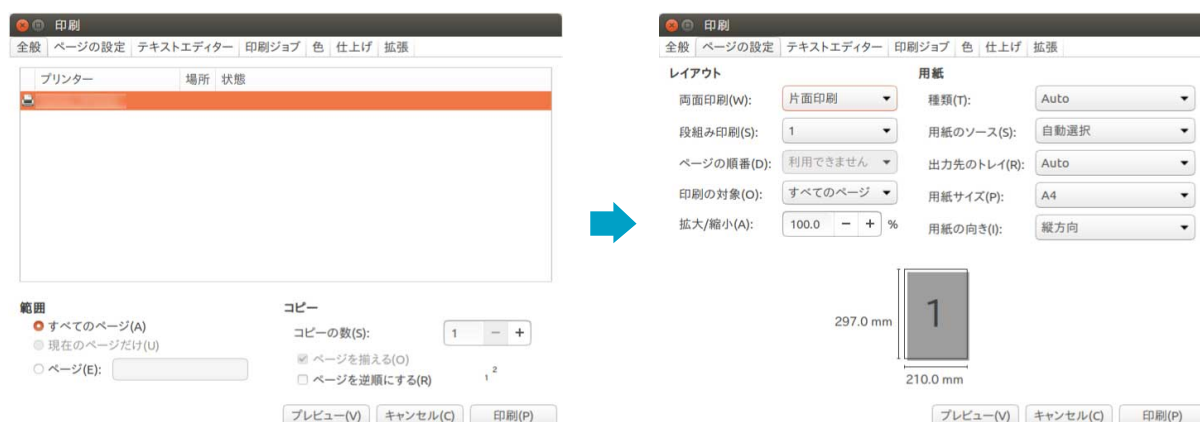 印刷
全般 ページの設定 テキストエディター 印刷ジョブ 色 仕上げ 拡張
プリンター 場所 状態
範囲
すべてのページ(A)
現在のページだけ(U)
ページ(E):
コピー
コピーの数(S): 1 − +
ページを揃える(O)
ページを逆順にする(R)
1 2
プレビュー(V) キャンセル(C) 印刷(P)
印刷
全般 ページの設定 テキストエディター 印刷ジョブ 色 仕上げ 拡張
レイアウト
両面印刷(W): 片面印刷
段組み印刷(S): 1
ページの順番(D): 利用できません
印刷の対象(O): すべてのページ
拡大/縮小(A): 100.0 − + %
用紙
種類(T): Auto
用紙のソース(S): 自動選択
出力先のトレイ(R): Auto
用紙サイズ(P): A4
用紙の向き(I): 縦方向
1
297.0 mm
210.0 mm
プレビュー(V) キャンセル(C) 印刷(P)